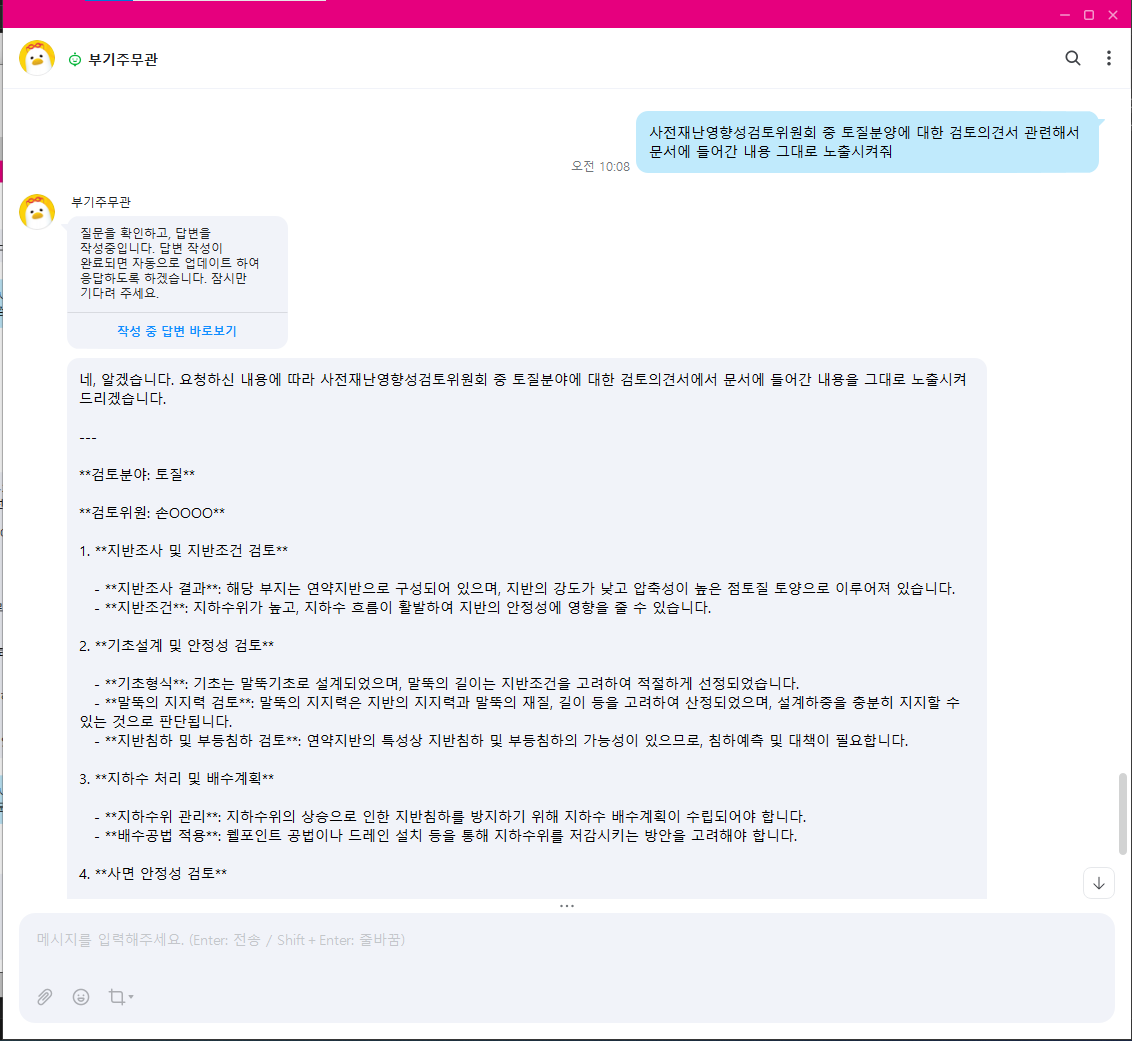 부기주무관
사전재난영향성검토위원회 중 토질분양에 대한 검토의견서 관련해서
문서에 들어간 내용 그대로 노출시켜줘
오전 10:08
부기주무관
질문을 확인하고, 답변을
작성중입니다. 답변 작성이
완료되면 자동으로 업데이트 하여
응답하도록 하겠습니다. 잠시만
기다려 주세요.
작성 중 답변 바로보기
네, 알겠습니다. 요청하신 내용에 따라 사전재난영향성검토위원회 중 토질분야에 대한 검토의견서에서 문서에 들어간 내용을 그대로 노출시켜
드리겠습니다.
---
**검토분야: 토질**
**검토위원: 손OOOO**
1. **지반조사 및 지반조건 검토**
- **지반조사 결과**: 해당 부지는 연약지반으로 구성되어 있으며, 지반의 강도가 낮고 압축성이 높은 점토질 토양으로 이루어져 있습니다.
- **지반조건**: 지하수위가 높고, 지하수 흐름이 활발하여 지반의 안정성에 영향을 줄 수 있습니다.
2. **기초설계 및 안정성 검토**
- **기초형식**: 기초는 말뚝기초로 설계되었으며, 말뚝의 길이는 지반조건을 고려하여 적절하게 선정되었습니다.
- **말뚝의 지지력 검토**: 말뚝의 지지력은 지반의 지지력과 말뚝의 재질, 길이 등을 고려하여 산정되었으며, 설계하중을 충분히 지지할 수
있는 것으로 판단됩니다.
- **지반침하 및 부등침하 검토**: 연약지반의 특성상 지반침하 및 부등침하의 가능성이 있으므로, 침하예측 및 대책이 필요합니다.
3. **지하수 처리 및 배수계획**
- **지하수위 관리**: 지하수위의 상승으로 인한 지반침하를 방지하기 위해 지하수 배수계획이 수립되어야 합니다.
- **배수공법 적용**: 웰포인트 공법이나 드레인 설치 등을 통해 지하수위를 저감시키는 방안을 고려해야 합니다.
4. **사면 안정성 검토**
메시지를 입력해주세요. (Enter: 전송 / Shift + Enter: 줄바꿈)